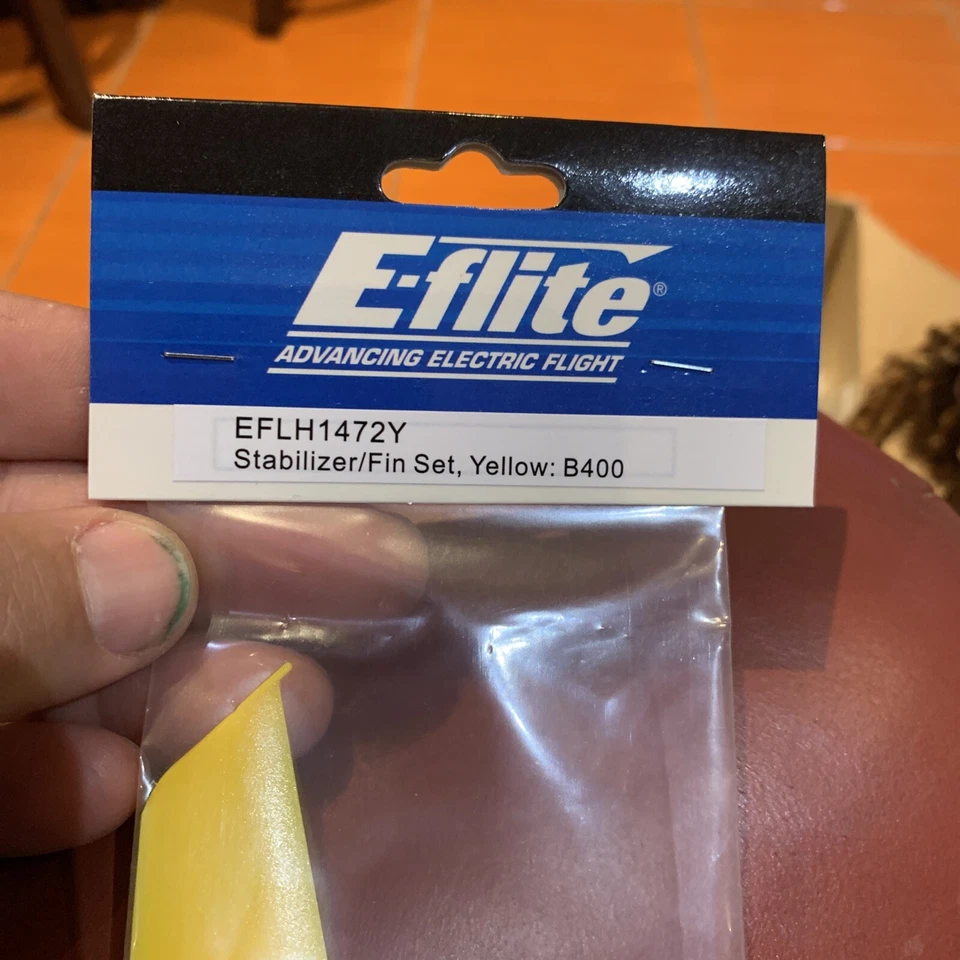 E-flite®
ADVANCING ELECTRIC FLIGHT
EFLH1472Y
Stabilizer/Fin Set, Yellow: B400